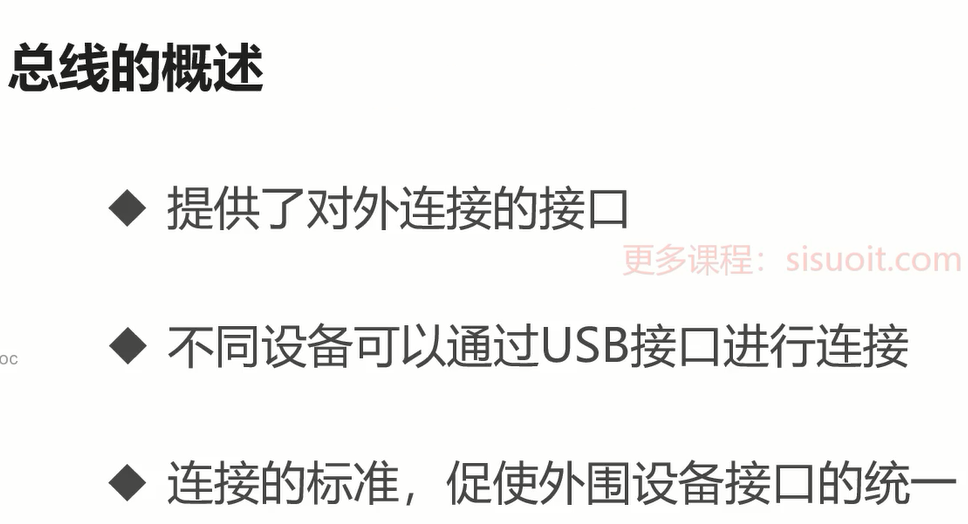 总线的概述
提供了对外连接的接口
更多课程：sisuoit.com
不同设备可以通过USB接口进行连接
oc
连接的标准，促使外围设备接口的统一